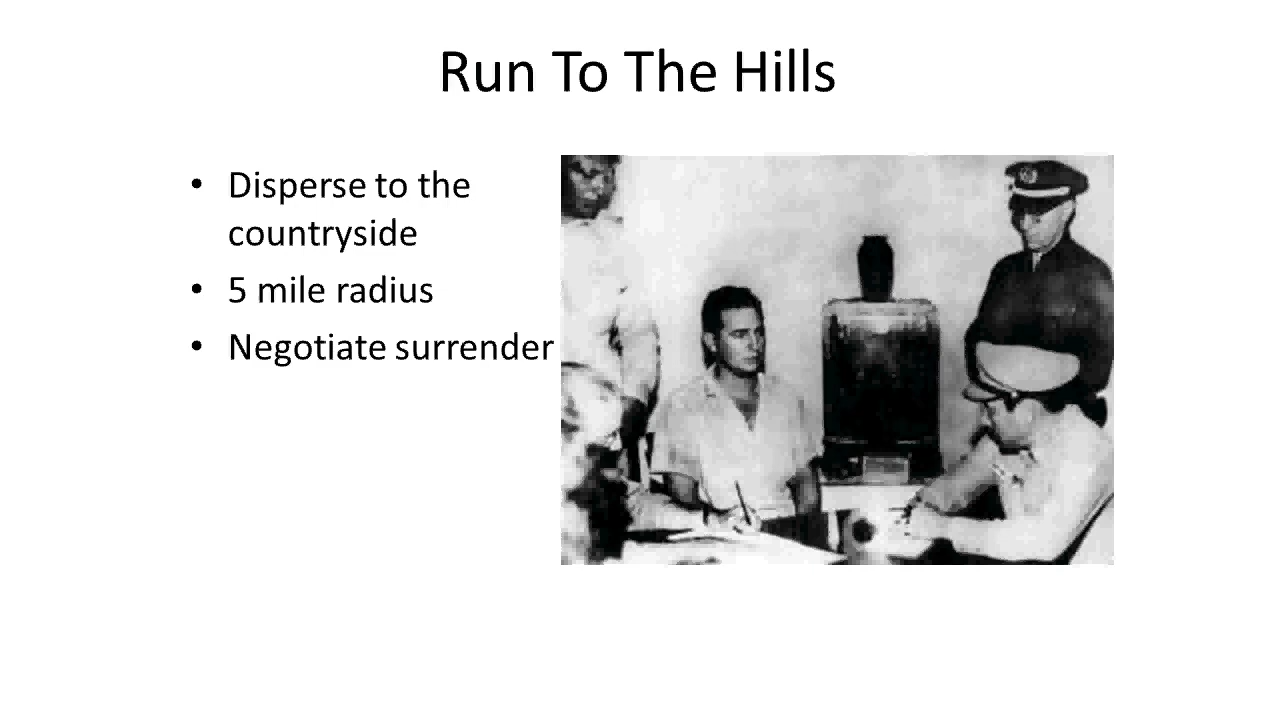 Run To The Hills
• Disperse to the
countryside
• 5 mile radius
• Negotiate surrender